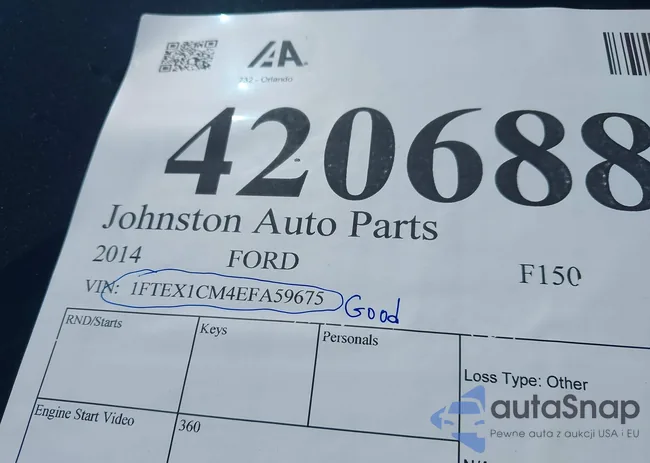 IAA
252 - Orlando
420688
Johnston Auto Parts
2014 FORD F150
VIN: 1FTEX1CM4EFA59675 Good
RND/Starts Keys Personals
Loss Type: Other
Engine Start Video 360
autaSnap
Pewne auta z aukcji USA i EU